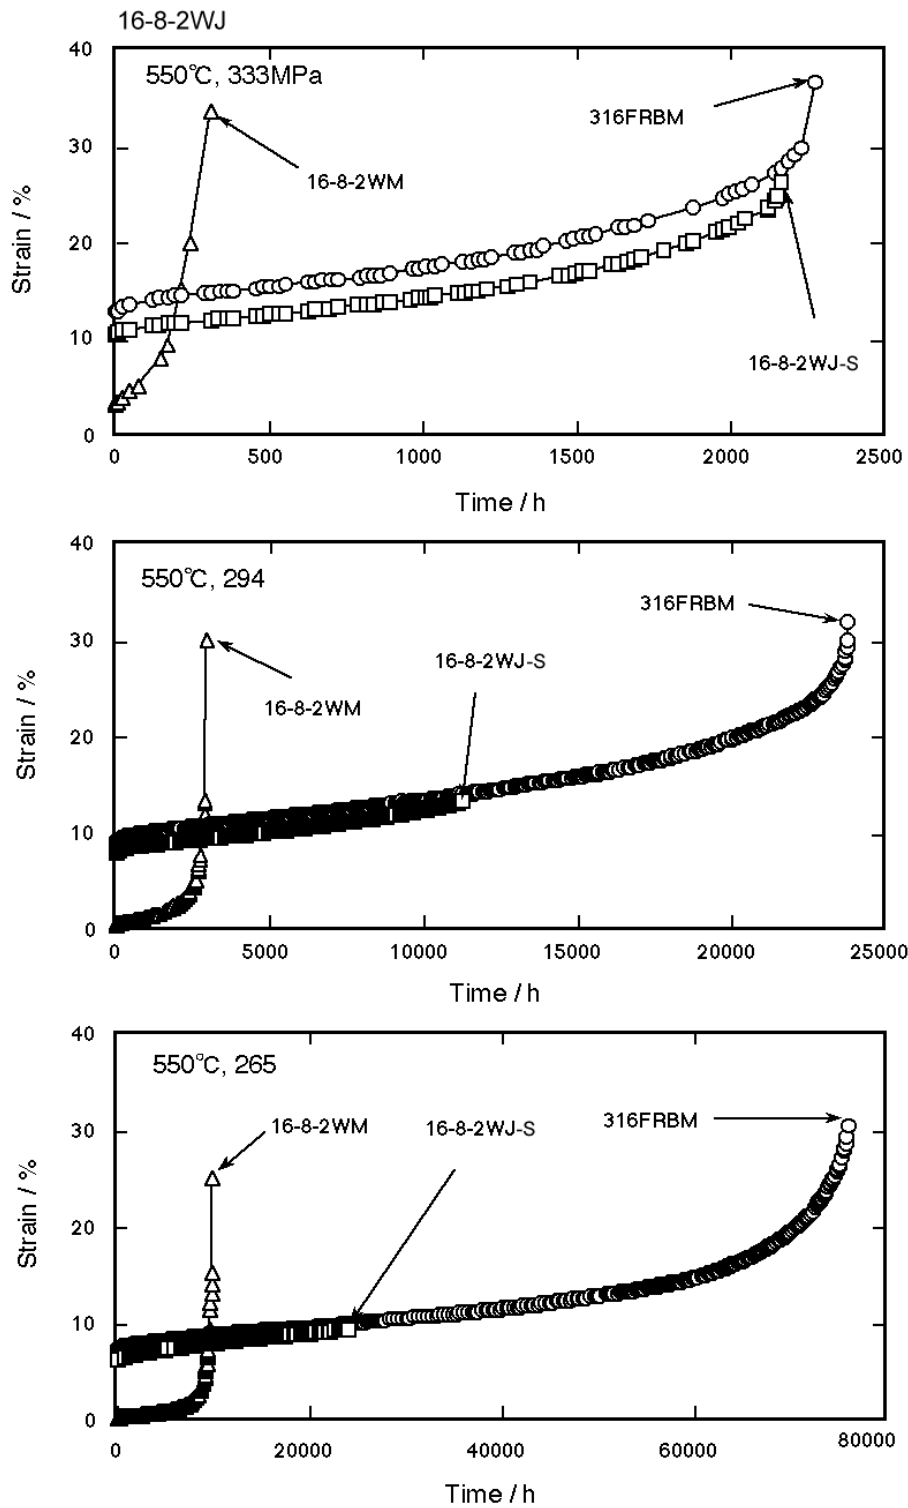 16-8-2WJ
40
550℃, 333MPa
316FRBM
30
16-8-2WM
Strain / %
20
10
16-8-2WJ-S
0
0 500 1000 1500 2000 2500
Time / h
40
550℃, 294
316FRBM
30
16-8-2WJ-S
16-8-2WM
Strain / %
20
10
0
0 5000 10000 15000 20000 25000
Time / h
40
550℃, 265
30
16-8-2WM
16-8-2WJ-S
316FRBM
Strain / %
20
10
0
0 20000 40000 60000 80000
Time / h